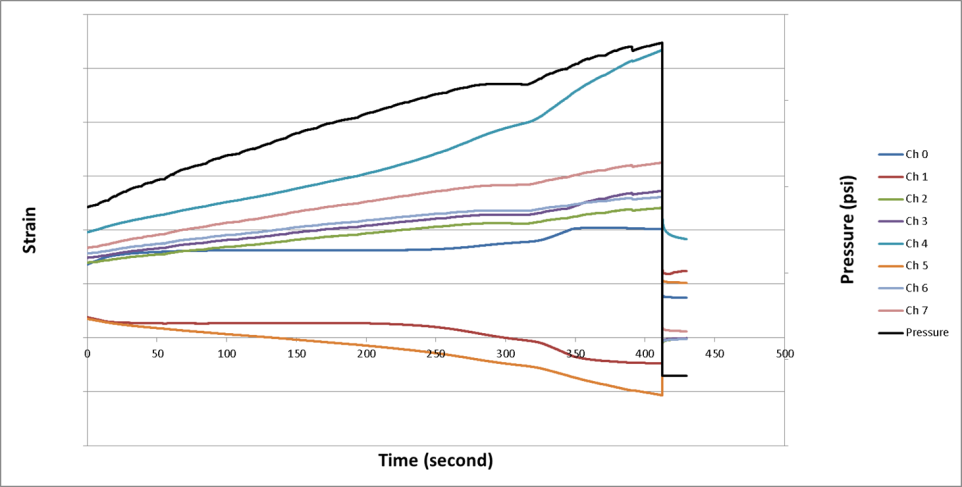 Strain
0 50 100 150 200 250 300 350 400 450 500
Time (second)
Pressure (psi)
Ch 0
Ch 1
Ch 2
Ch 3
Ch 4
Ch 5
Ch 6
Ch 7
Pressure